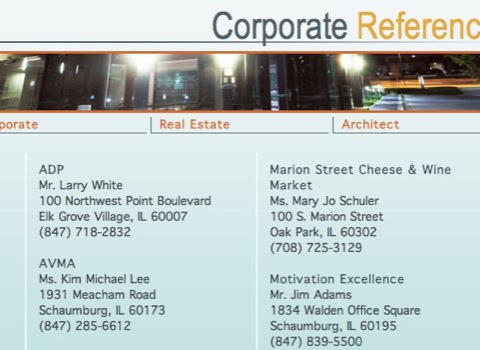 Corporate Referenc
porate
Real Estate
Architect
ADP
Mr. Larry White
100 Northwest Point Boulevard
Elk Grove Village, IL 60007
(847) 718-2832
AVMA
Ms. Kim Michael Lee
1931 Meacham Road
Schaumburg, IL 60173
(847) 285-6612
Marion Street Cheese & Wine
Market
Ms. Mary Jo Schuler
100 S. Marion Street
Oak Park, IL 60302
(708) 725-3129
Motivation Excellence
Mr. Jim Adams
1834 Walden Office Square
Schaumburg, IL 60195
(847) 839-5500